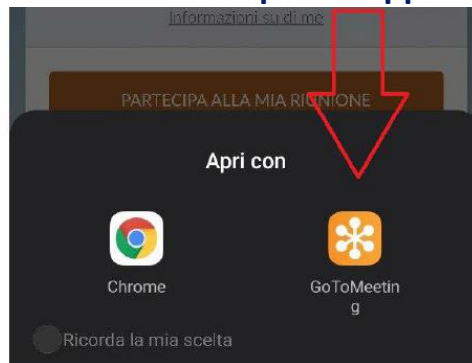 Informazioni su di me
PARTECIPA ALLA MIA RIUNIONE
Apri con
Chrome
GoToMeetin
g
Ricorda la mia scelta